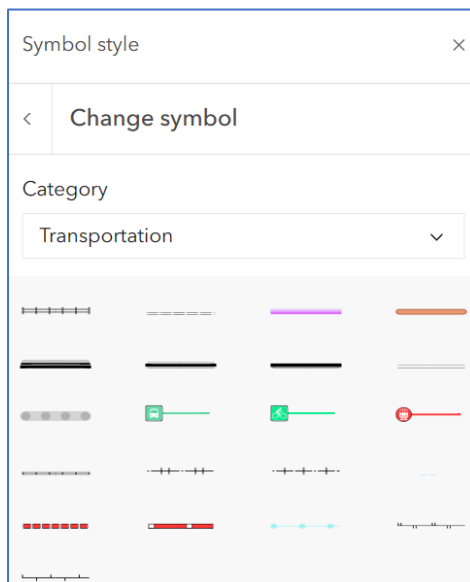 Symbol style
Change symbol
Category
Transportation